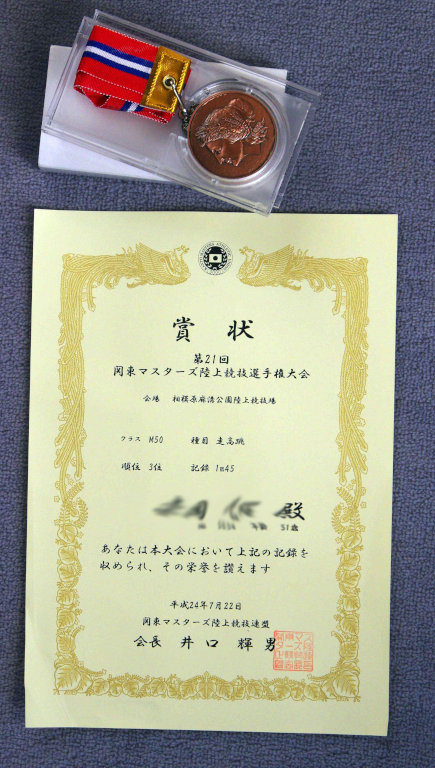 賞状
第21回
関東マスターズ陸上競技選手権大会
会場 相模原麻溝公園陸上競技場
クラス M50 種目 走高跳
順位 3位 記録 1m45
殿
51歳
あなたは本大会において上記の記録を
収められ、その栄誉を讃えます
平成24年7月22日
関東マスターズ陸上競技連盟
会長 井口輝男